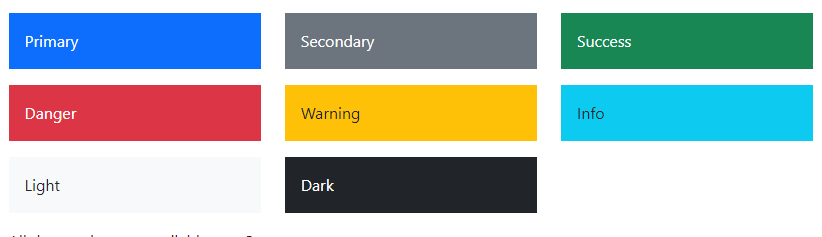 Primary
Secondary
Success
Danger
Warning
Info
Light
Dark